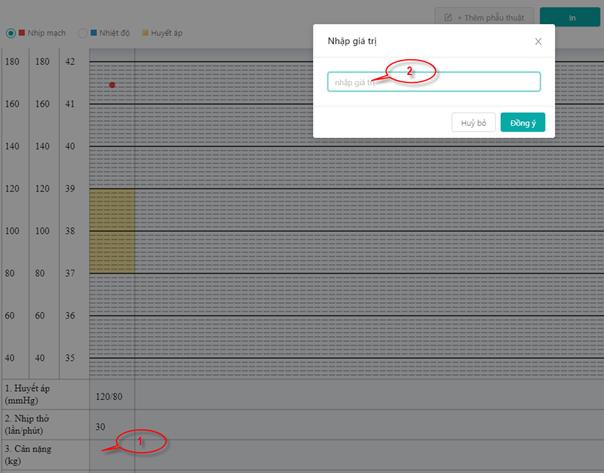 + Thêm phẫu thuật
In
Nhịp mạch
Nhiệt độ
Huyết áp
Nhập giá trị
nhập giá trị
2
Huỷ bỏ
Đồng ý
180 180 42
160 160 41
140 140 40
120 120 39
100 100 38
80 80 37
60 60 36
40 40 35
1. Huyết áp
(mmHg)
120/80
2. Nhịp thở
(lần/phút)
30
3. Cân nặng
(kg)
1